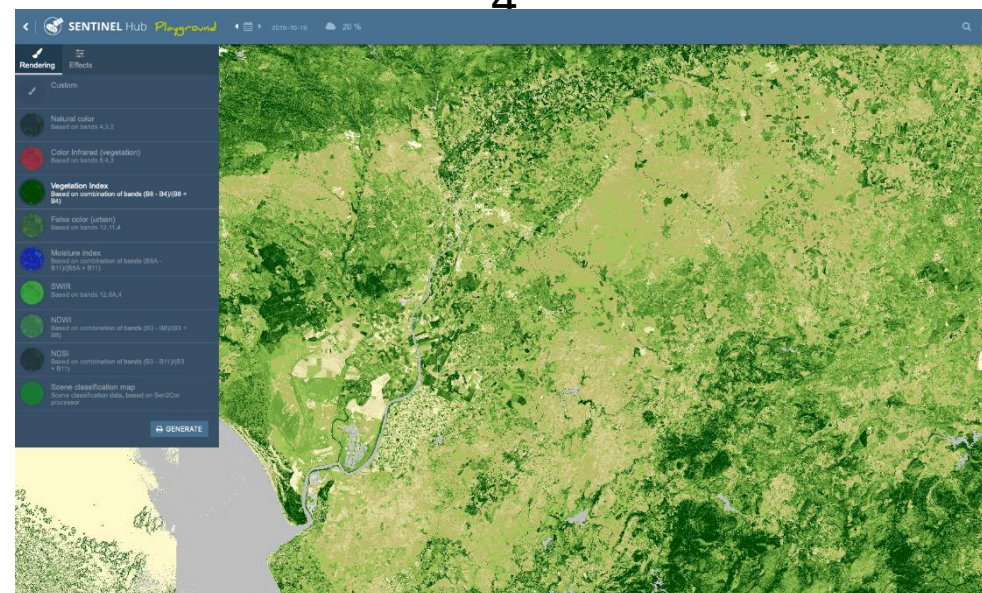 4
SENTINEL Hub Playground
2016-10-16
20 %
Rendering
Effects
Custom
Natural color
Based on bands 4,3,2
Color Infrared (vegetation)
Based on bands 8,4,3
Vegetation Index
Based on combination of bands (B8 - B4)/(B8 +
B4)
False color (urban)
Based on bands 12,11,4
Moisture index
Based on combination of bands (B8A -
B11)/(B8A + B11)
SWIR
Based on bands 12,8A,4
NDWI
Based on combination of bands (B3 - B8)/(B3 +
B8)
NDSI
Based on combination of bands (B3 - B11)/(B3
+ B11)
Scene classification map
Scene classification data, based on Sen2Cor
processor
GENERATE